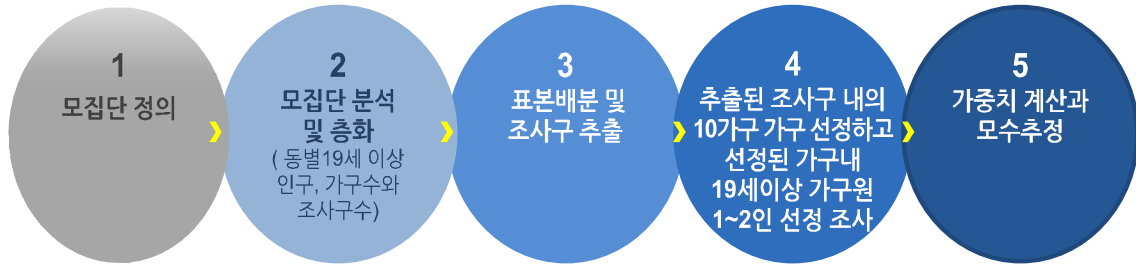 1
모집단 정의
2
모집단 분석
및 층화
( 동별19세 이상
인구, 가구수와
조사구수)
3
표본배분 및
조사구 추출
4
추출된 조사구 내의
10가구 가구 선정하고
선정된 가구내
19세이상 가구원
1~2인 선정 조사
5
가중치 계산과
모수추정